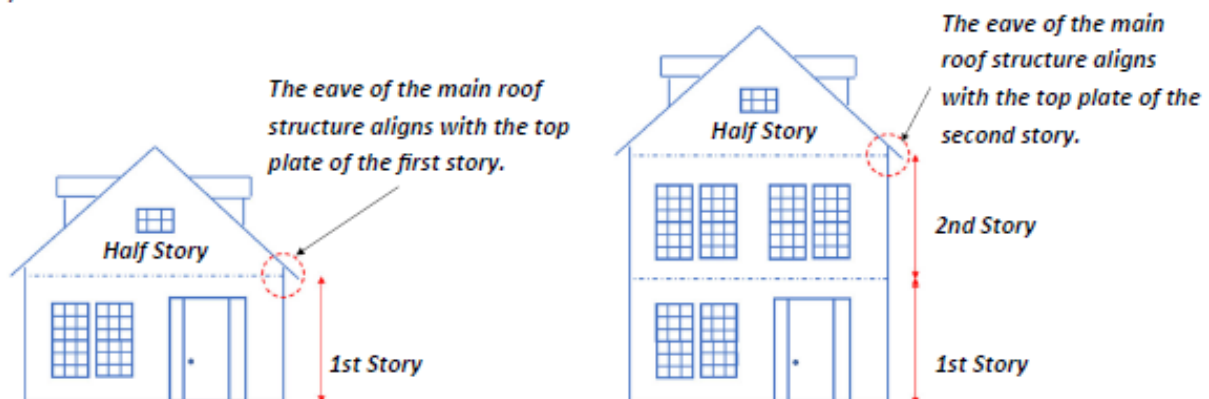 The eave of the main roof
structure aligns with the top
plate of the first story.
Half Story
1st Story
The eave of the main
roof structure aligns
with the top plate of the
second story.
Half Story
2nd Story
1st Story